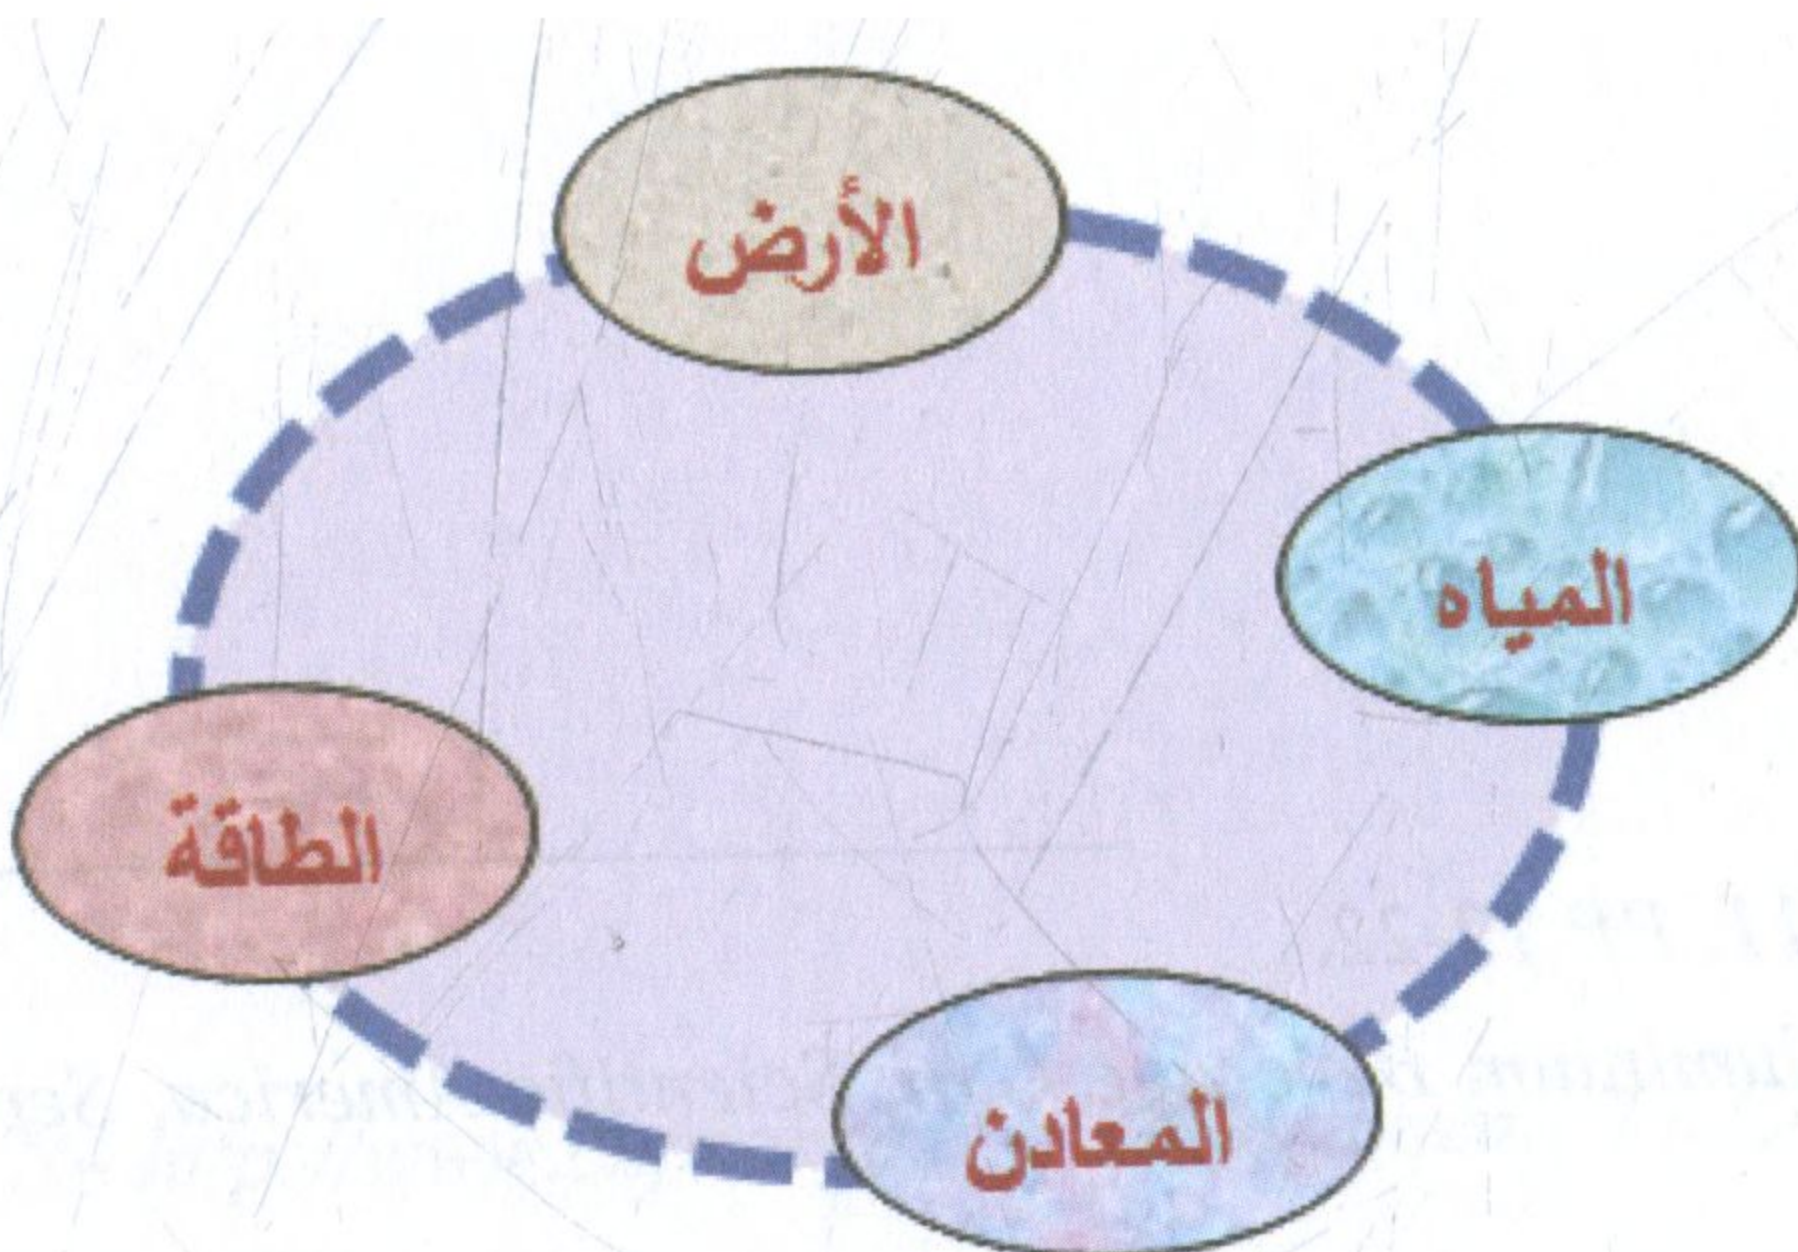 الأرض
المياه
الطاقة
المعادن